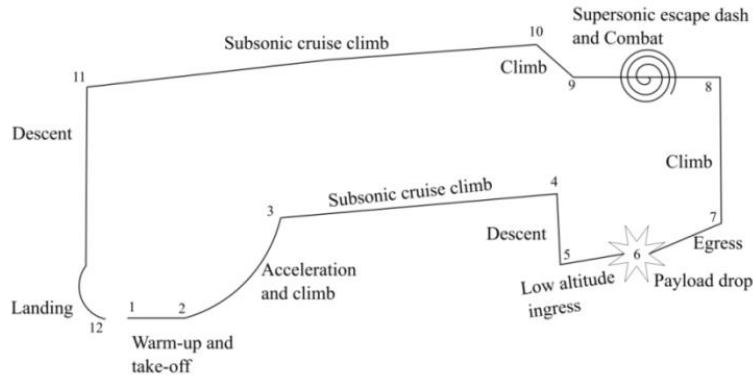 Supersonic escape dash
and Combat
10
Subsonic cruise climb
Climb
9
8
11
Descent
Climb
Subsonic cruise climb
4
3
7
Descent
Egress
5
6
Acceleration
and climb
Low altitude
ingress
Payload drop
Landing
1
2
12
Warm-up and
take-off